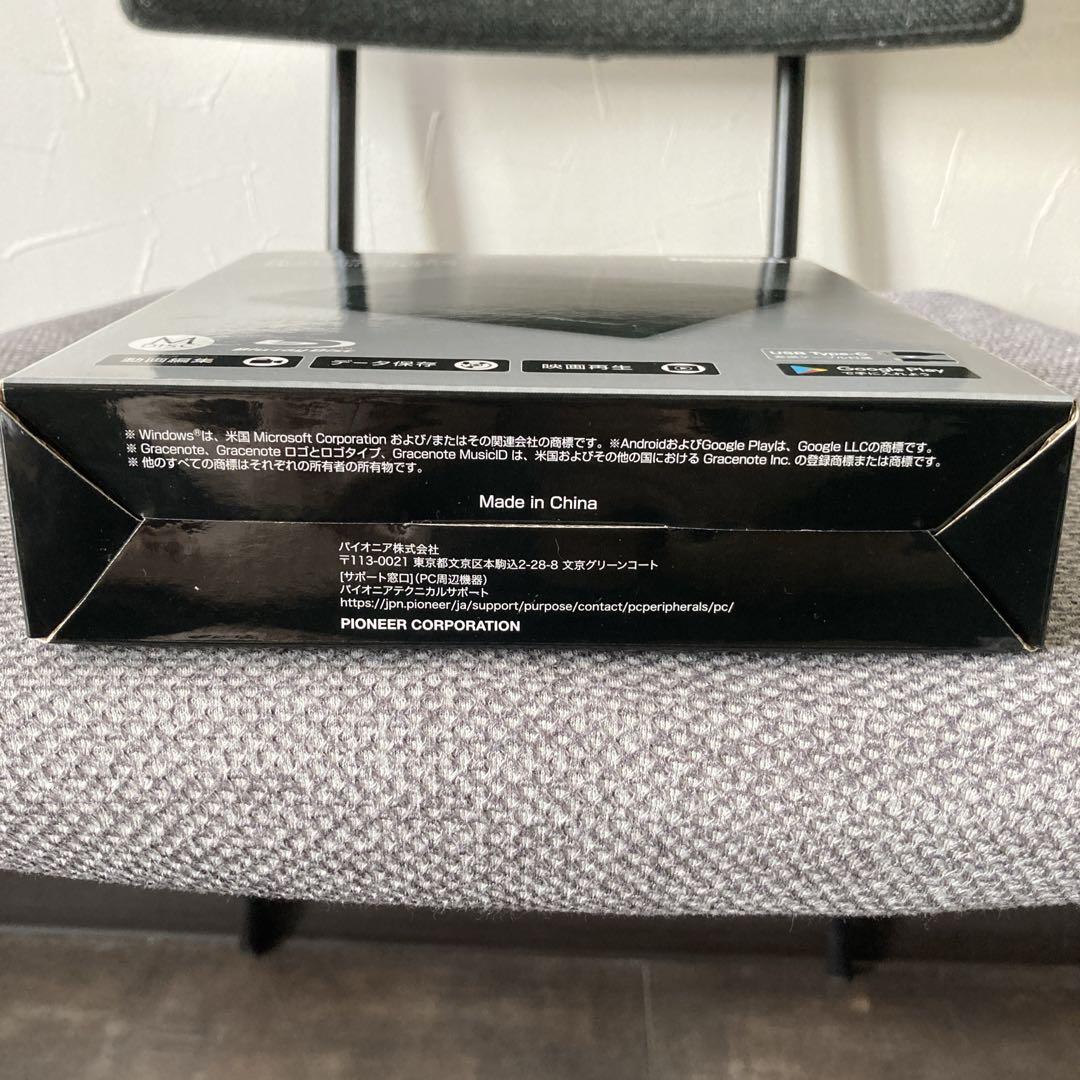 動画編集
データ保存
映画再生
USB Type-C
Google Play
で手に入れよう
※ Windows®は、米国 Microsoft Corporation および/またはその関連会社の商標です。※AndroidおよびGoogle Playは、Google LLCの商標です。
※ Gracenote, Gracenote ロゴとロゴタイプ、Gracenote MusicID は、米国およびその他の国における Gracenote Inc. の登録商標または商標です。
※ 他のすべての商標はそれぞれの所有者の所有物です。
Made in China
パイオニア株式会社
〒113-0021 東京都文京区本駒込2-28-8 文京グリーンコート
[サポート窓口](PC周辺機器)
パイオニアテクニカルサポート
https://jpn.pioneer/ja/support/purpose/contact/pcperipherals/pc/
PIONEER CORPORATION